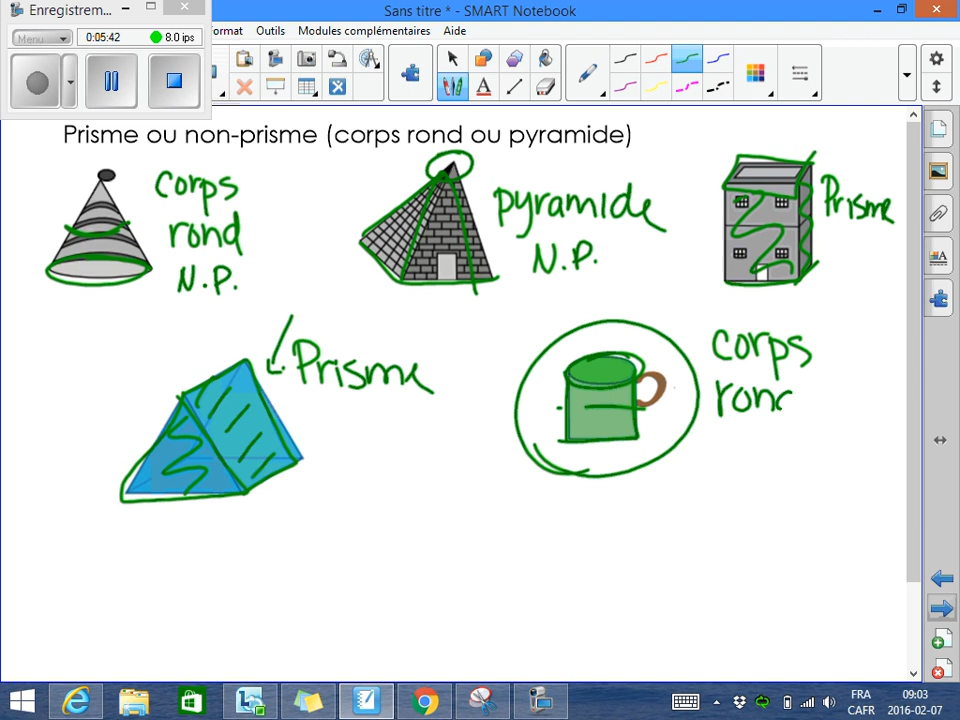 Enregistrem...
Sans titre * - SMART Notebook
Menu
0:05:42
8.0 ips
ormat
Outils
Modules complémentaires
Aide
Prisme ou non-prisme (corps rond ou pyramide)
corps
rond
N.P.
pyramide
N.P.
Prisme
Prisme
corps
ronc
FRA
CAFR
09:03
2016-02-07